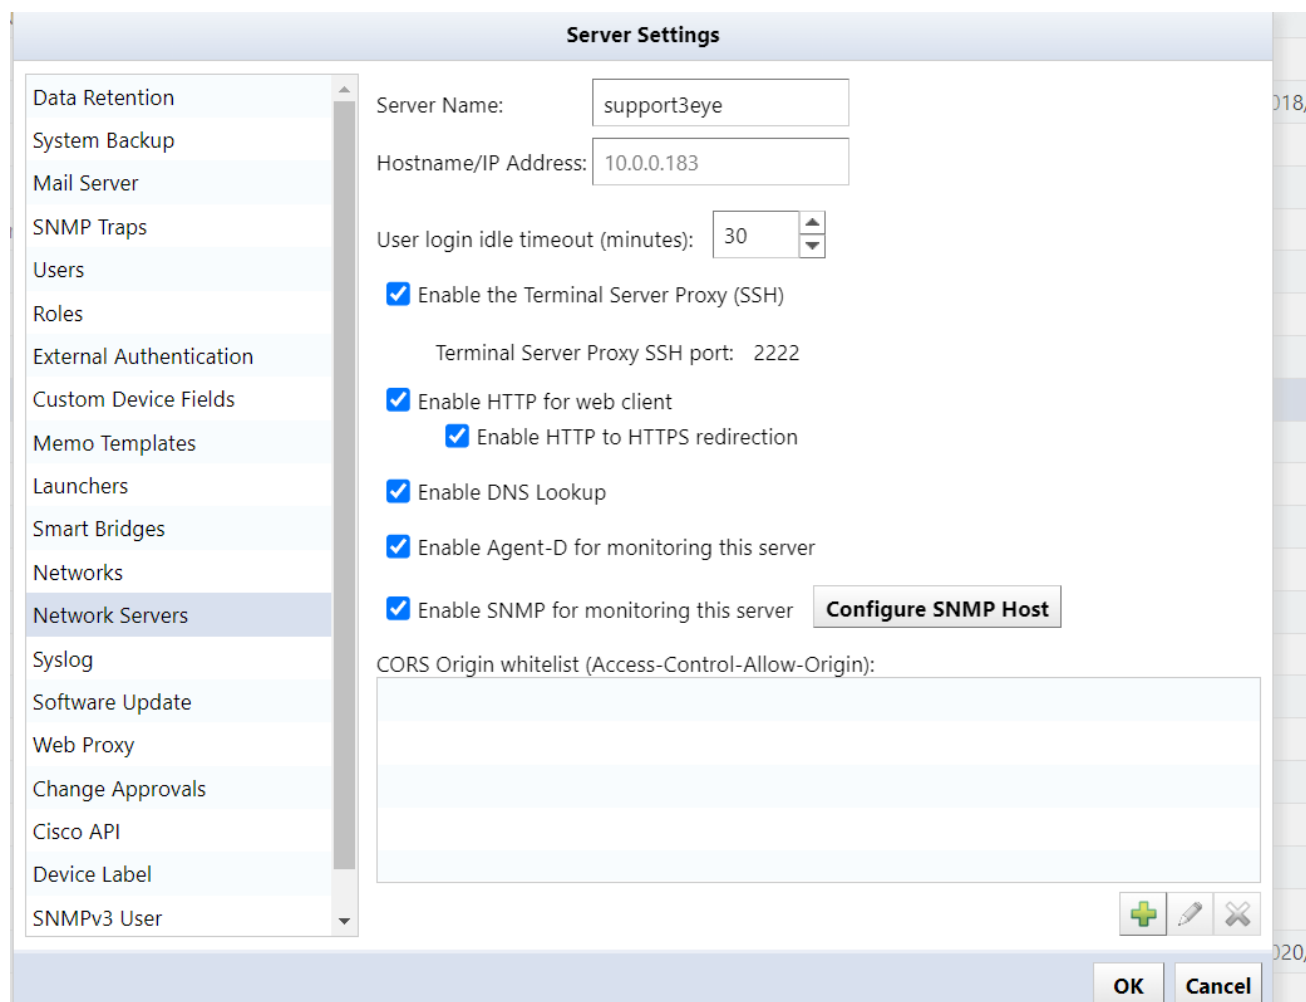 Server Settings
Data Retention
System Backup
Mail Server
SNMP Traps
Users
Roles
External Authentication
Custom Device Fields
Memo Templates
Launchers
Smart Bridges
Networks
Network Servers
Syslog
Software Update
Web Proxy
Change Approvals
Cisco API
Device Label
SNMPv3 User
Server Name: support3eye
Hostname/IP Address: 10.0.0.183
User login idle timeout (minutes): 30
Enable the Terminal Server Proxy (SSH)
Terminal Server Proxy SSH port: 2222
Enable HTTP for web client
Enable HTTP to HTTPS redirection
Enable DNS Lookup
Enable Agent-D for monitoring this server
Enable SNMP for monitoring this server Configure SNMP Host
CORS Origin whitelist (Access-Control-Allow-Origin):
OK Cancel